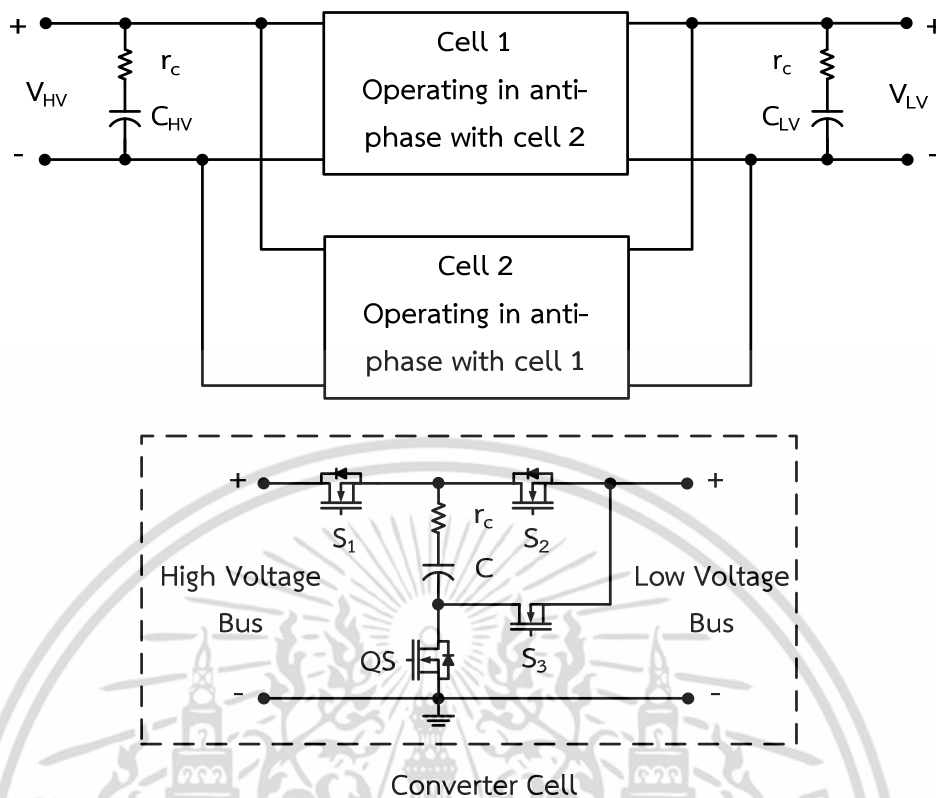 +
+
r_c
r_c
Cell 1
Operating in anti-
phase with cell 2
V_HV
C_HV
C_LV
V_LV
-
-
Cell 2
Operating in anti-
phase with cell 1
+
+
S_1
r_c
S_2
High Voltage
Bus
C
Low Voltage
Bus
S_3
QS
-
-
Converter Cell